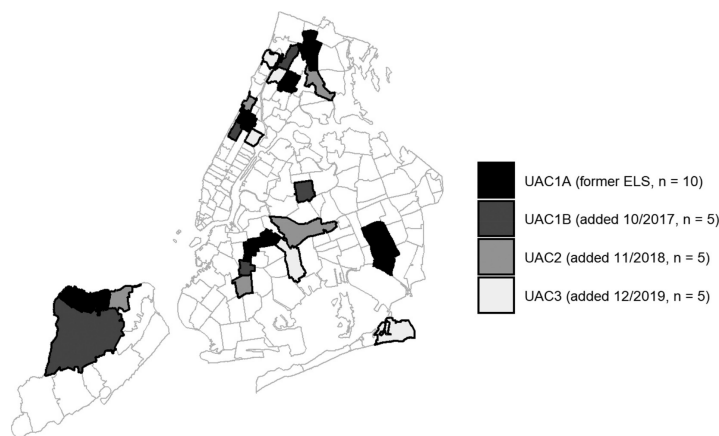 UAC1A (former ELS, n = 10)
UAC1B (added 10/2017, n = 5)
UAC2 (added 11/2018, n = 5)
UAC3 (added 12/2019, n = 5)